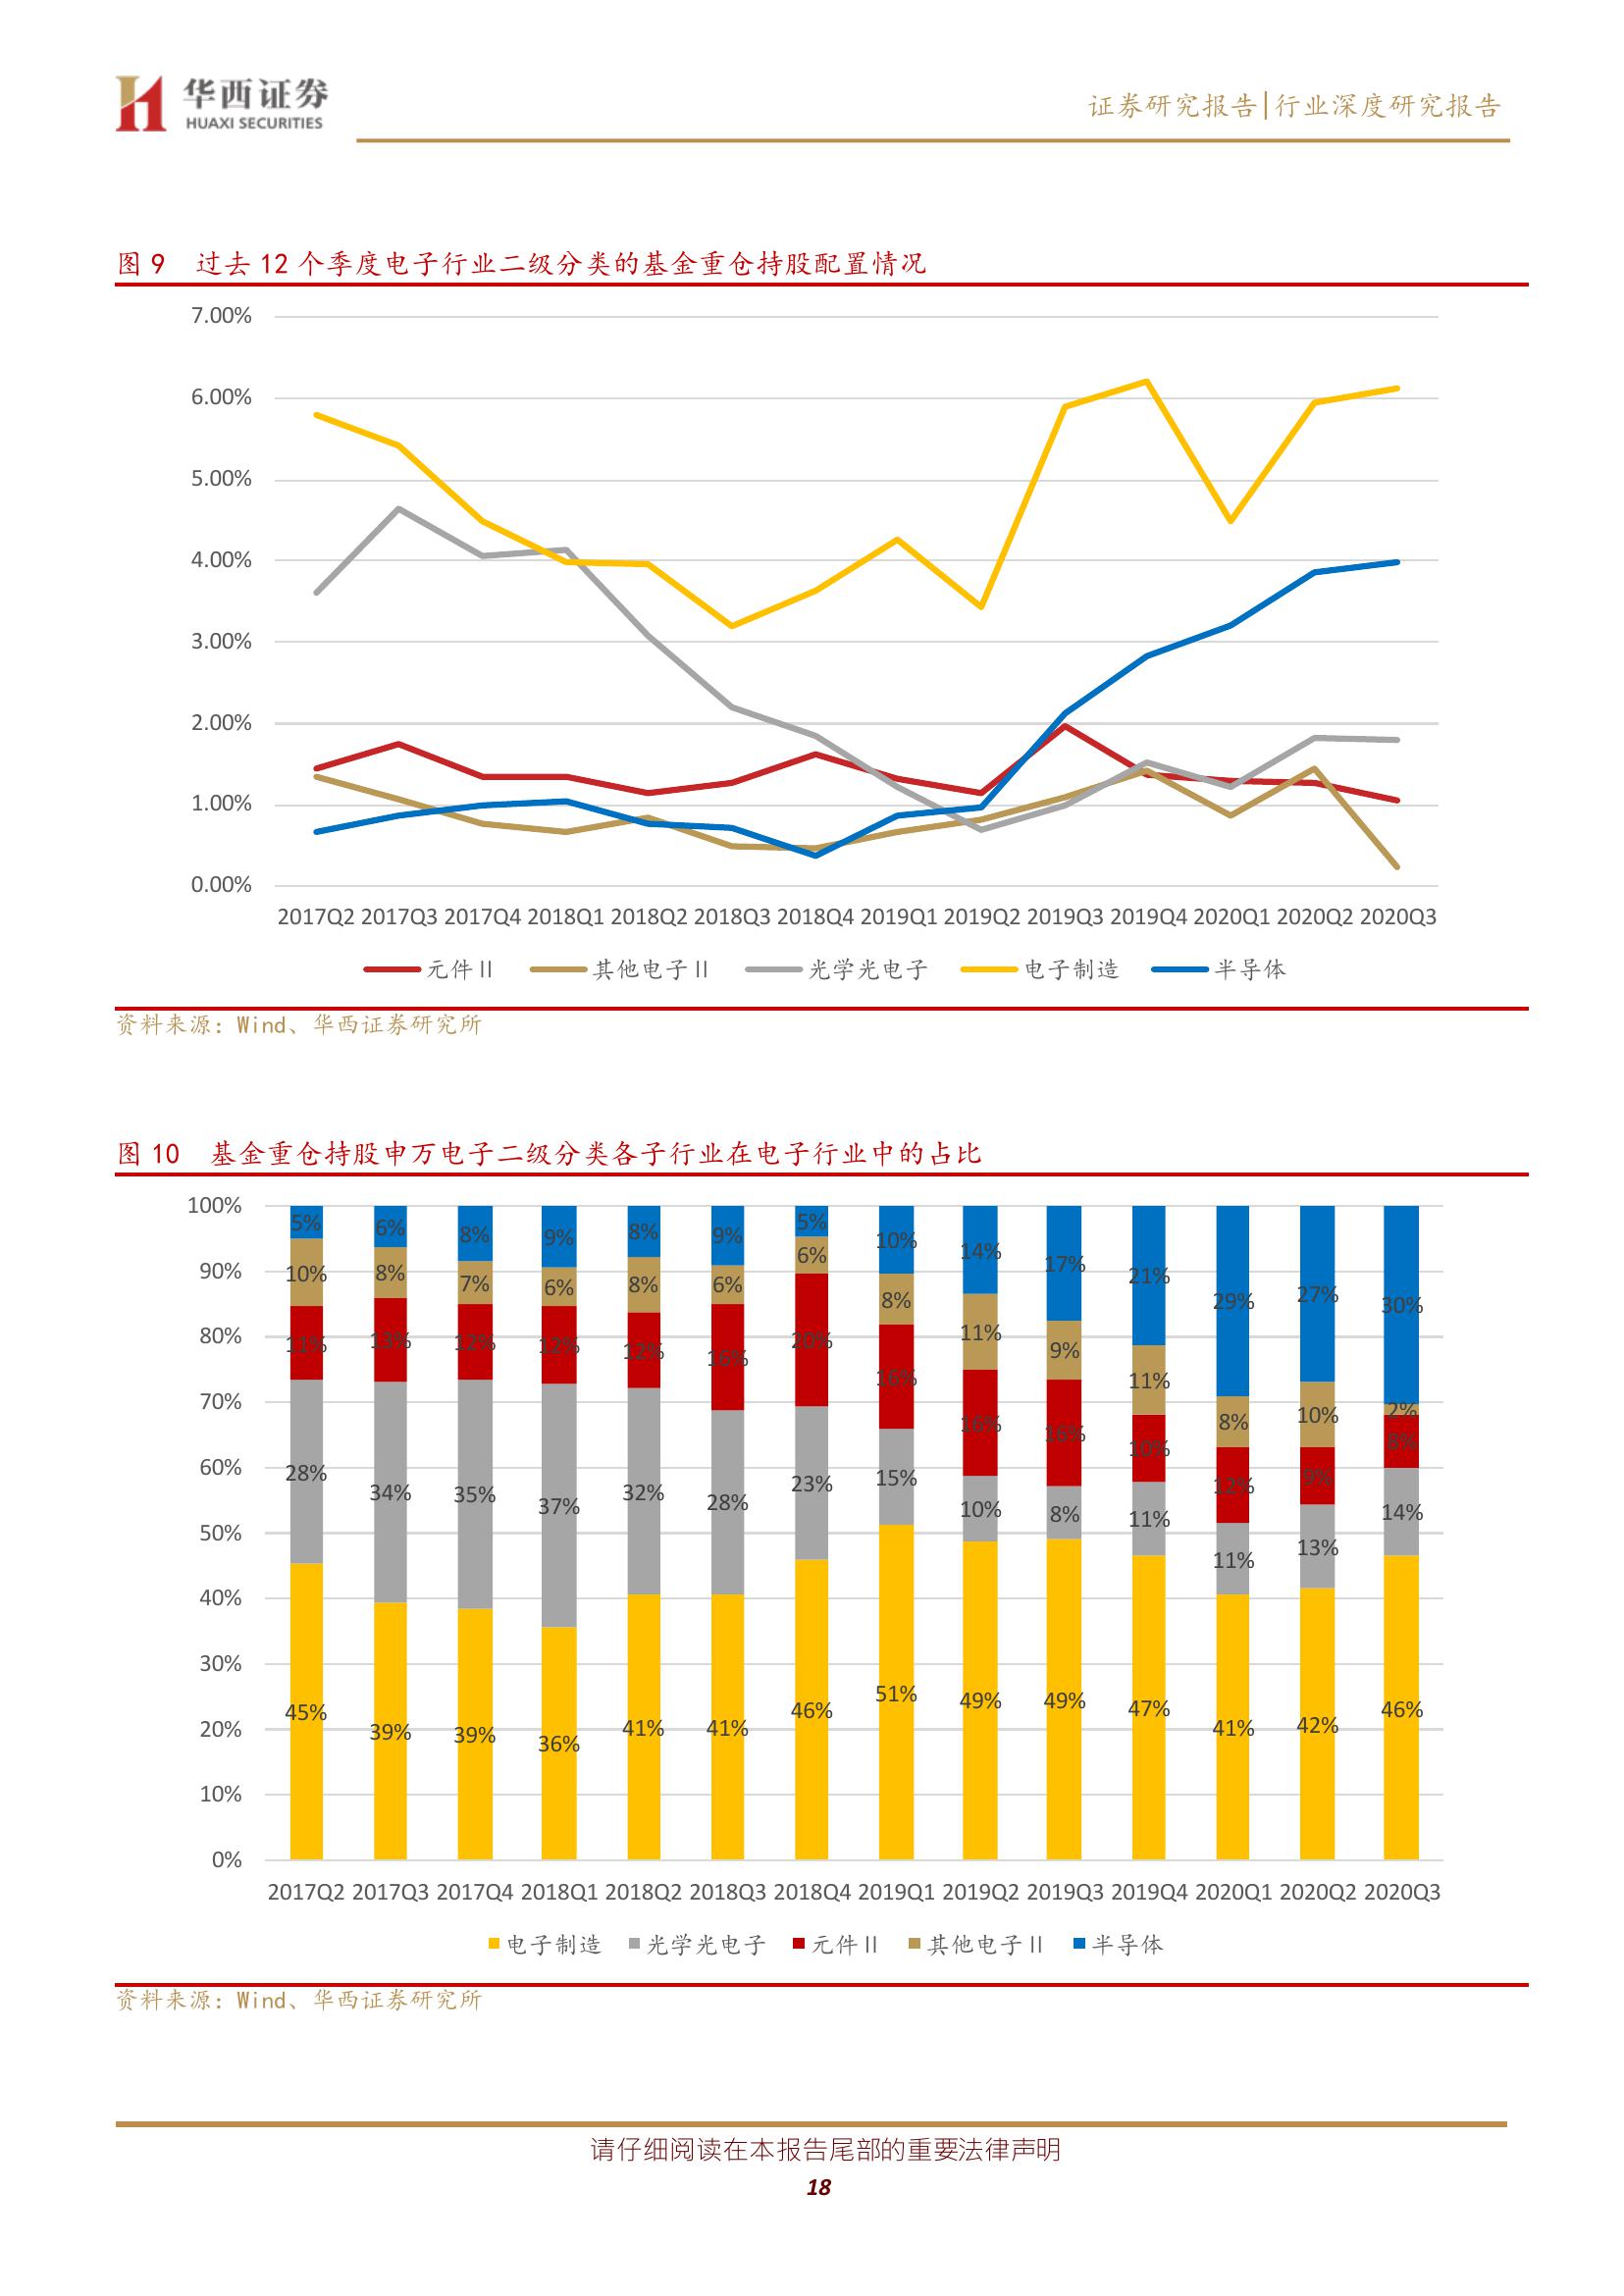 华西证券
HUAXI SECURITIES
证券研究报告|行业深度研究报告
图 9 过去 12 个季度电子行业二级分类的基金重仓持股配置情况
7.00%
6.00%
5.00%
4.00%
3.00%
2.00%
1.00%
0.00%
2017Q2 2017Q3 2017Q4 2018Q1 2018Q2 2018Q3 2018Q4 2019Q1 2019Q2 2019Q3 2019Q4 2020Q1 2020Q2 2020Q3
元件Ⅱ 其他电子Ⅱ 光学光电子 电子制造 半导体
资料来源：Wind、华西证券研究所
图 10 基金重仓持股申万电子二级分类各子行业在电子行业中的占比
100%
90%
80%
70%
60%
50%
40%
30%
20%
10%
0%
5% 6% 8% 9% 8% 9% 5% 10% 14% 17% 21% 29% 27% 30%
10% 8% 7% 6% 8% 6% 6% 8% 11% 9% 11% 8% 10% 2%
11% 13% 12% 12% 12% 16% 20% 16% 16% 16% 10% 12% 9% 8%
28% 34% 35% 37% 32% 28% 23% 15% 10% 8% 11% 11% 13% 14%
45% 39% 39% 36% 41% 41% 46% 51% 49% 49% 47% 41% 42% 46%
2017Q2 2017Q3 2017Q4 2018Q1 2018Q2 2018Q3 2018Q4 2019Q1 2019Q2 2019Q3 2019Q4 2020Q1 2020Q2 2020Q3
电子制造 光学光电子 元件Ⅱ 其他电子Ⅱ 半导体
资料来源：Wind、华西证券研究所
请仔细阅读在本报告尾部的重要法律声明
18